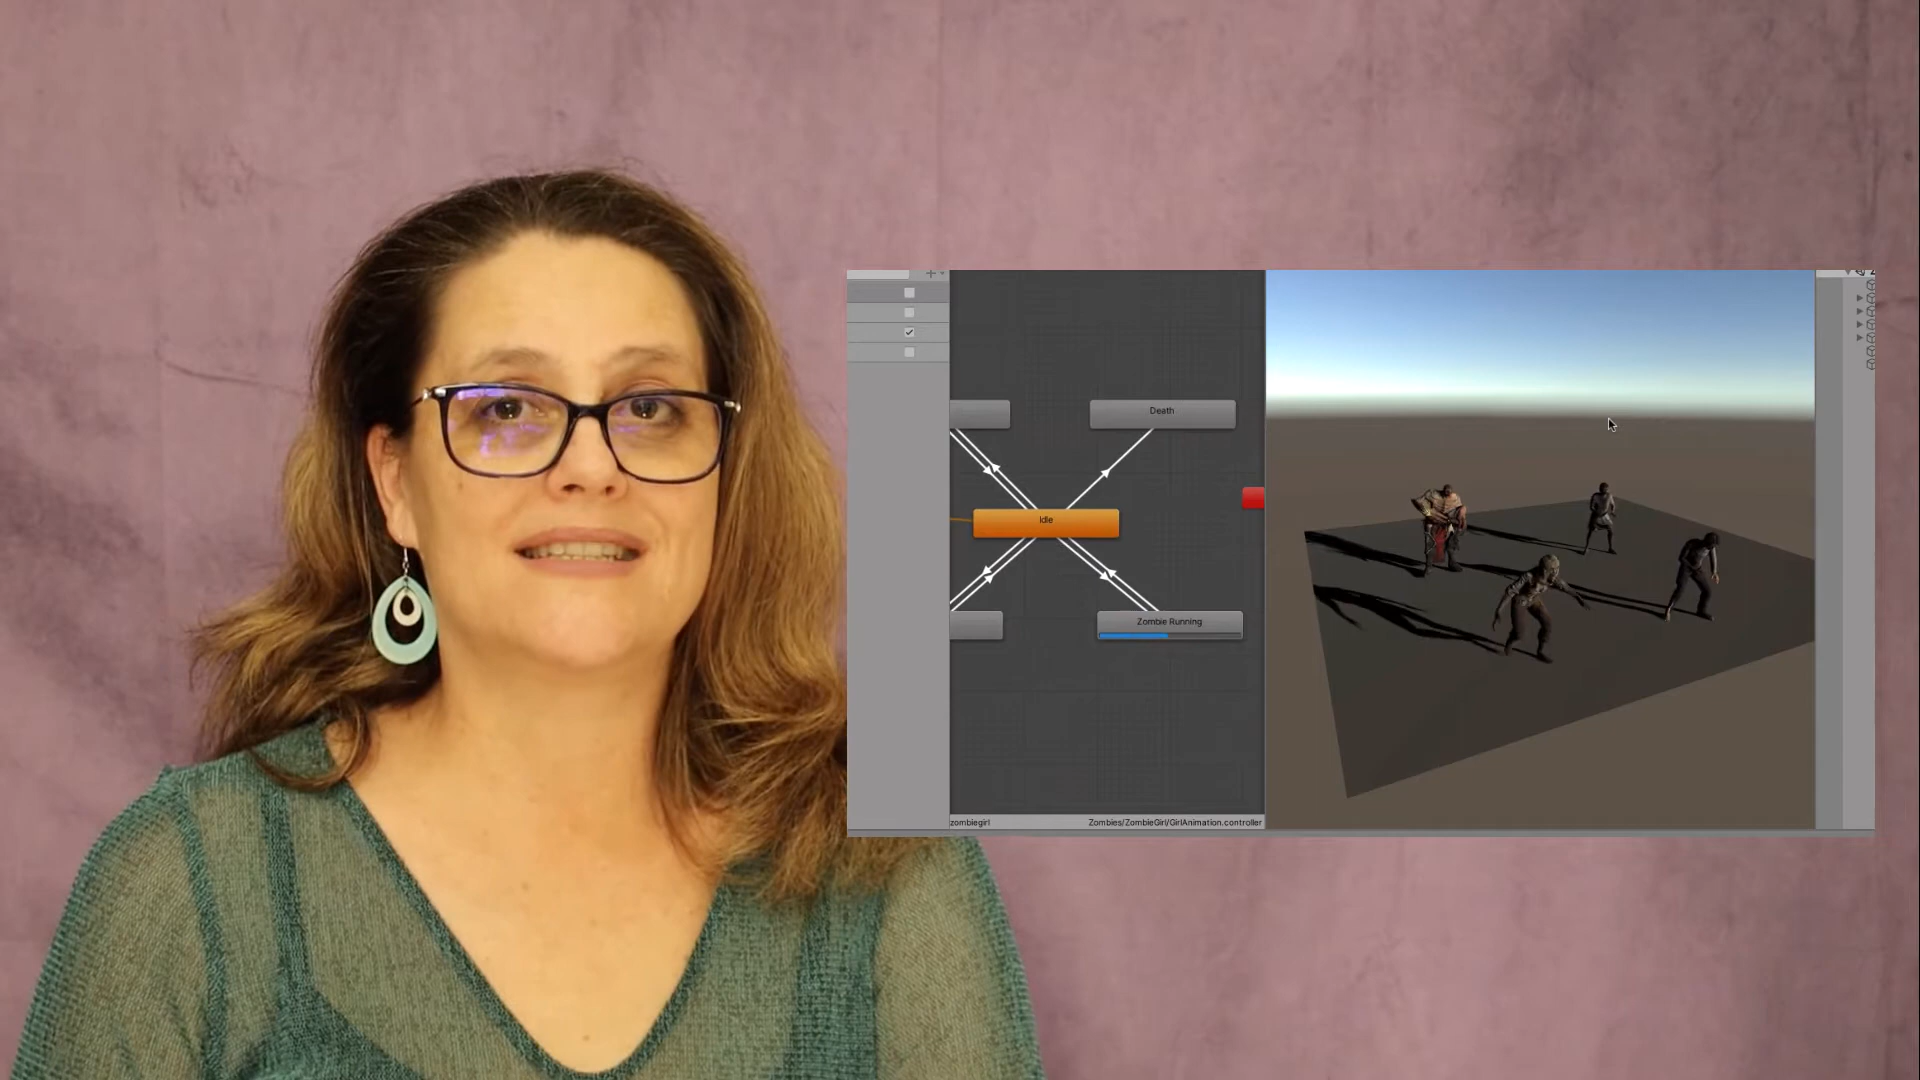 Death
Idle
Zombie Running
zombiegirl
Zombies/ZombieGirl/GirlAnimation.controller